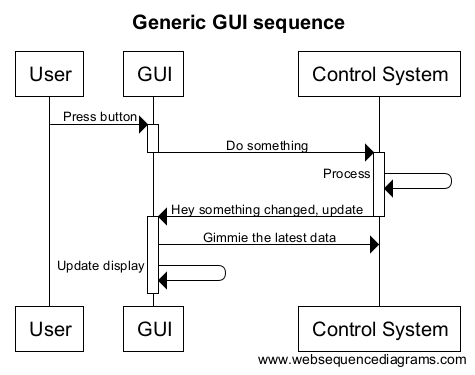 Generic GUI sequence
User
GUI
Control System
Press button
Do something
Process
Hey something changed, update
Gimmie the latest data
Update display
User
GUI
Control System
www.websequencediagrams.com